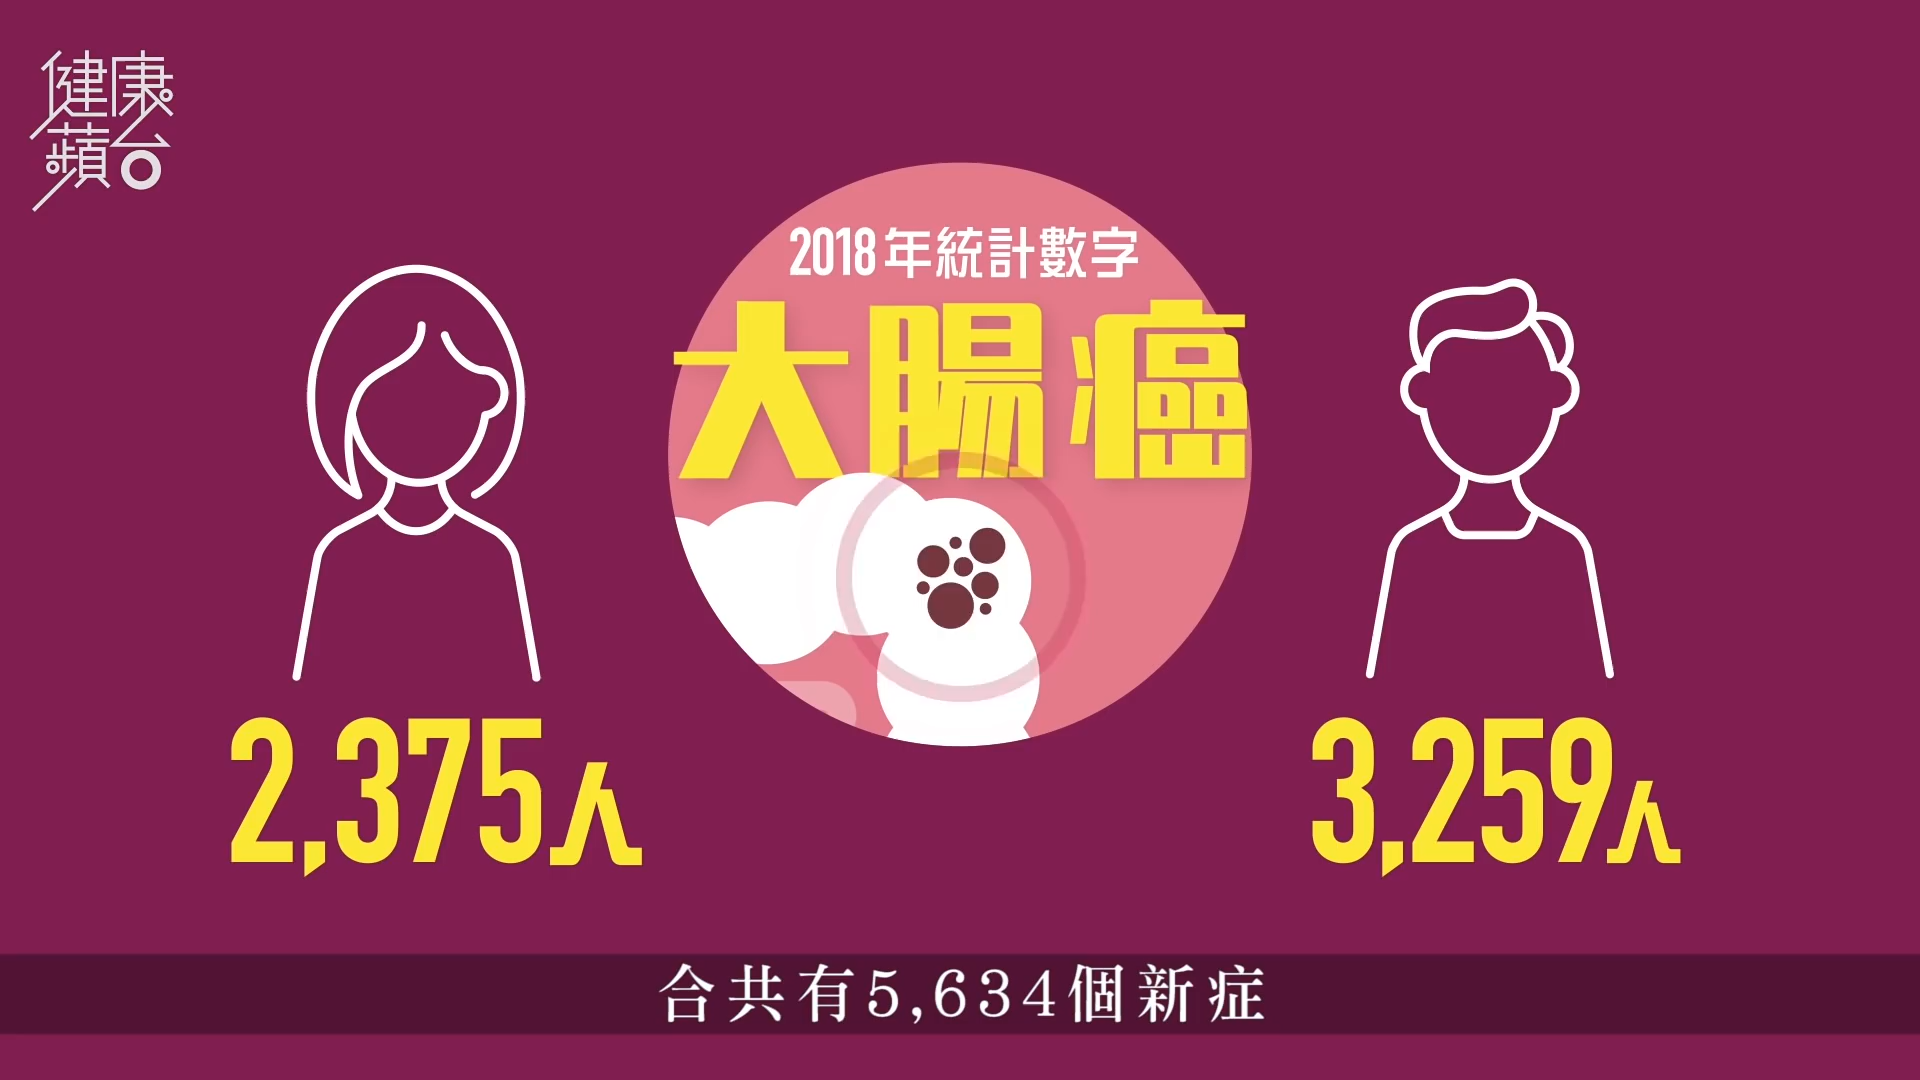 健康
蘋台
2018年統計數字
大腸癌
2,375人
3,259人
合共有5,634個新症